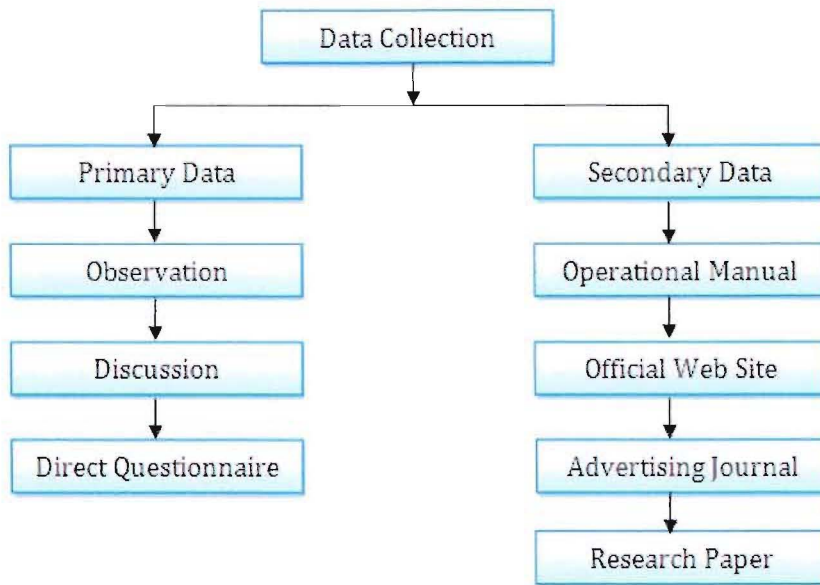 Data Collection
Primary Data
Observation
Discussion
Direct Questionnaire
Secondary Data
Operational Manual
Official Web Site
Advertising Journal
Research Paper